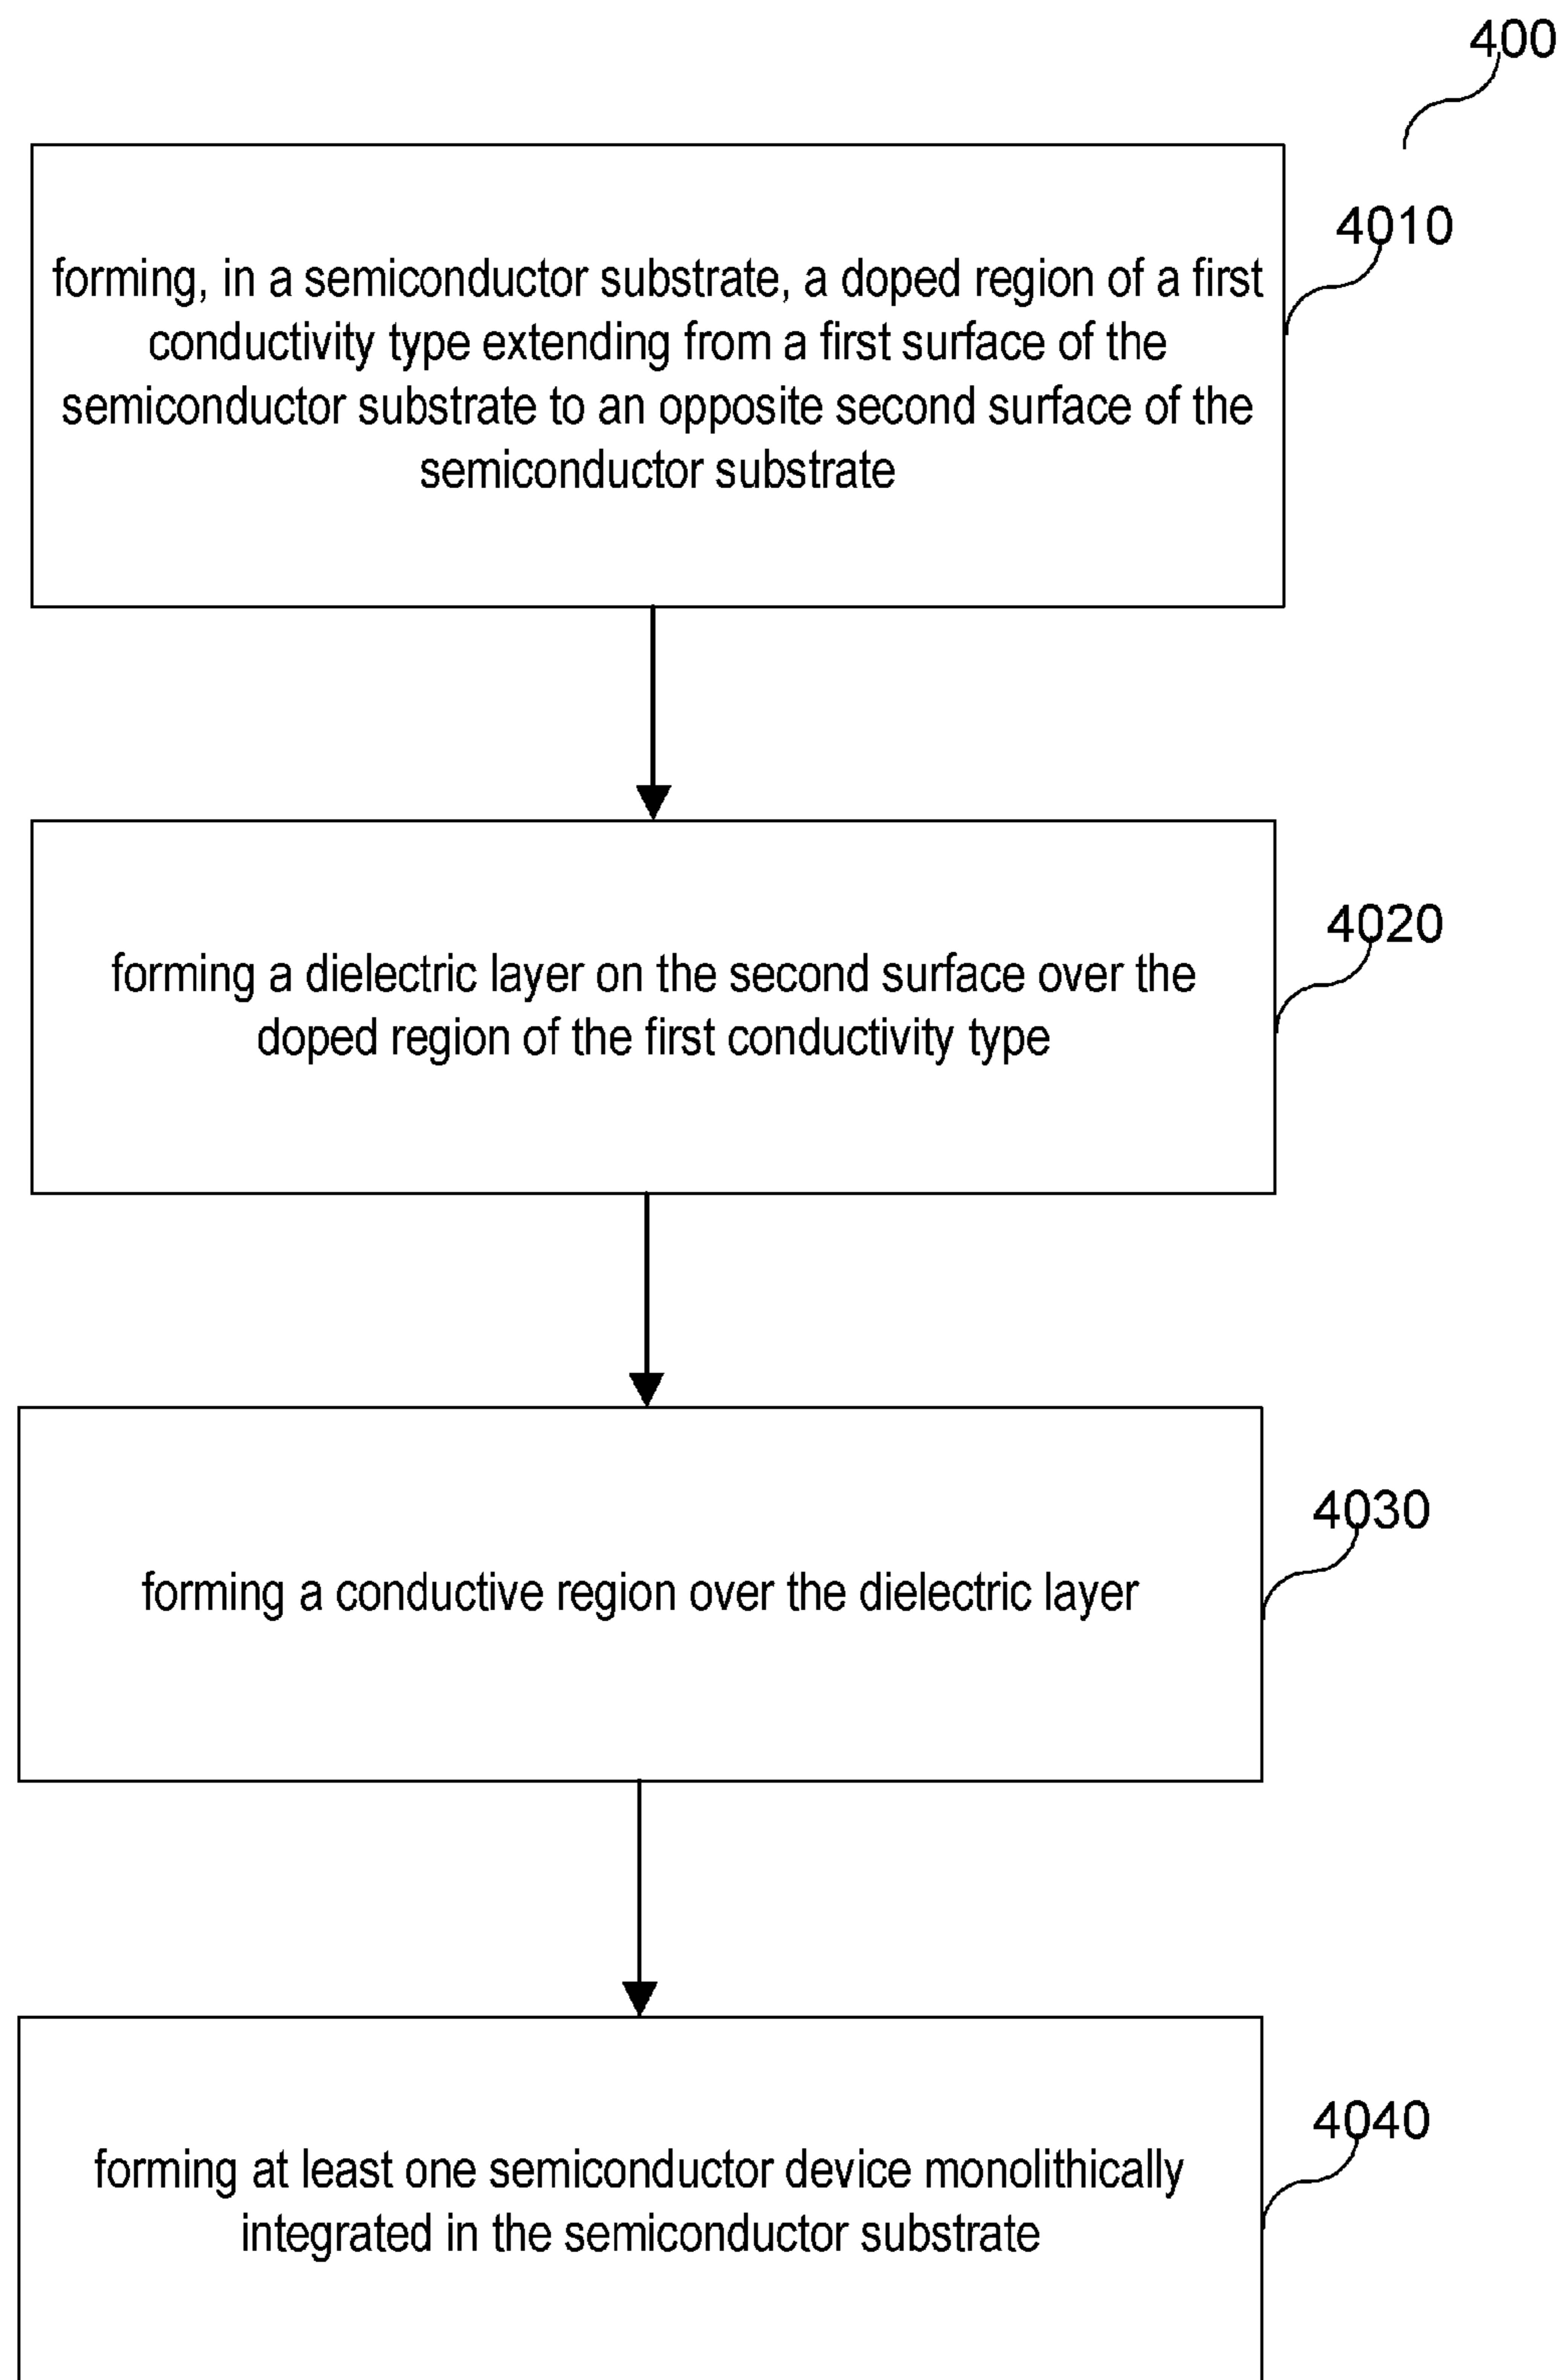 400
4010
forming, in a semiconductor substrate, a doped region of a first
conductivity type extending from a first surface of the
semiconductor substrate to an opposite second surface of the
semiconductor substrate
4020
forming a dielectric layer on the second surface over the
doped region of the first conductivity type
4030
forming a conductive region over the dielectric layer
4040
forming at least one semiconductor device monolithically
integrated in the semiconductor substrate